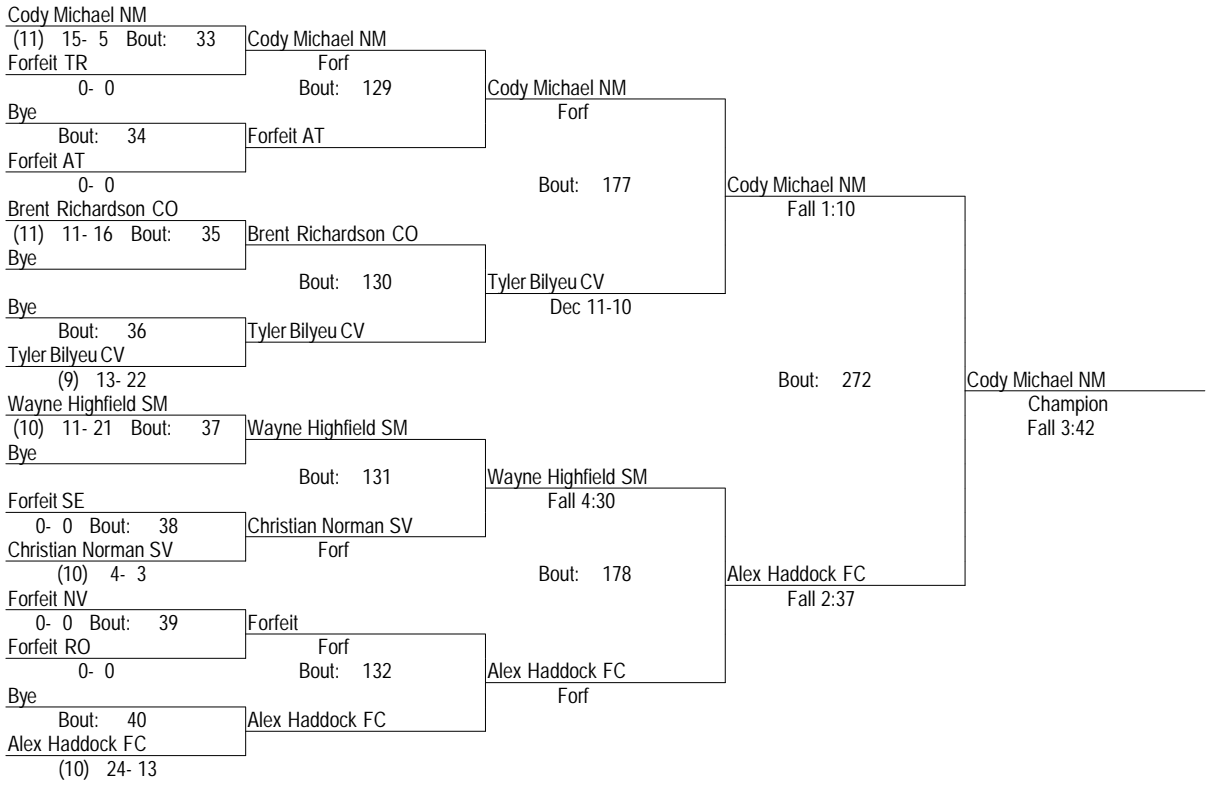 Cody Michael NM
(11) 15- 5 Bout: 33 Cody Michael NM
Forfeit TR Forf
0- 0 Bout: 129 Cody Michael NM
Bye Forf
Bout: 34 Forfeit AT
Forfeit AT
0- 0 Bout: 177 Cody Michael NM
Brent Richardson CO Fall 1:10
(11) 11- 16 Bout: 35 Brent Richardson CO
Bye
Bout: 130 Tyler Bilyeu CV
Bye Dec 11-10
Bout: 36 Tyler Bilyeu CV
Tyler Bilyeu CV
(9) 13- 22 Bout: 272 Cody Michael NM
Wayne Highfield SM Champion
(10) 11- 21 Bout: 37 Wayne Highfield SM Fall 3:42
Bye
Bout: 131 Wayne Highfield SM
Forfeit SE Fall 4:30
0- 0 Bout: 38 Christian Norman SV
Christian Norman SV Forf
(10) 4- 3 Bout: 178 Alex Haddock FC
Forfeit NV Fall 2:37
0- 0 Bout: 39 Forfeit
Forfeit RO Forf
0- 0 Bout: 132 Alex Haddock FC
Bye Forf
Bout: 40 Alex Haddock FC
Alex Haddock FC
(10) 24- 13